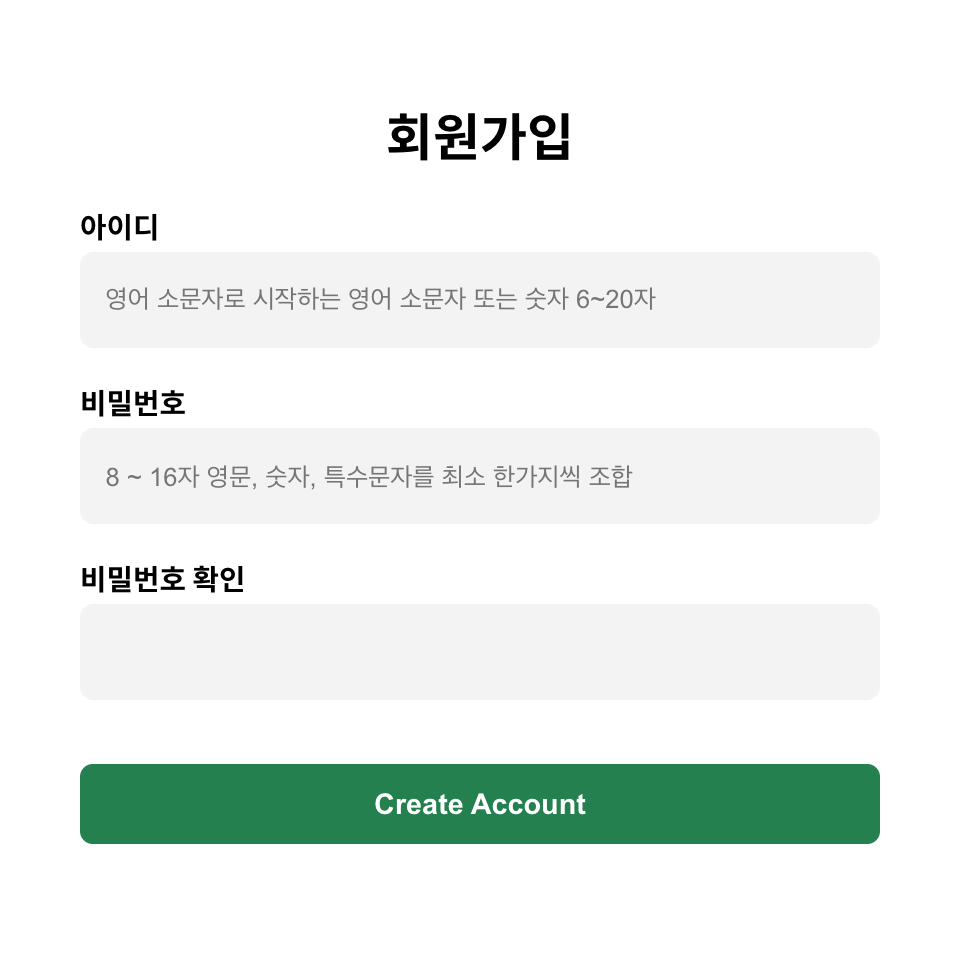 회원가입
아이디
영어 소문자로 시작하는 영어 소문자 또는 숫자 6~20자
비밀번호
8 ~ 16자 영문, 숫자, 특수문자를 최소 한가지씩 조합
비밀번호 확인
Create Account